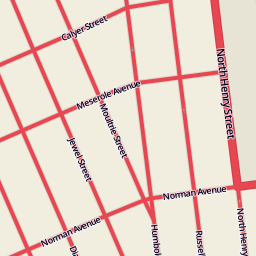 Calyer Street
Meserole Avenue
North Henry Street
Moultrie Street
Jewel Street
Norman Avenue
Norman Avenue
North Henry